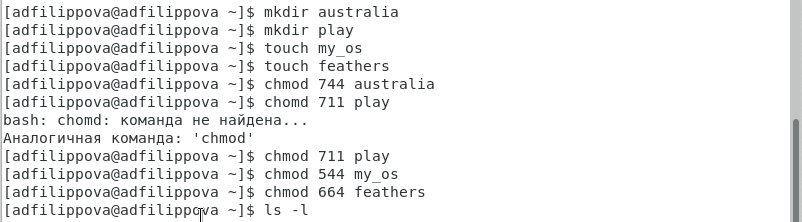 [adfilippova@adfilippova ~]$ mkdir australia
[adfilippova@adfilippova ~]$ mkdir play
[adfilippova@adfilippova ~]$ touch my_os
[adfilippova@adfilippova ~]$ touch feathers
[adfilippova@adfilippova ~]$ chmod 744 australia
[adfilippova@adfilippova ~]$ chomd 711 play
bash: chomd: команда не найдена...
Аналогичная команда: 'chmod'
[adfilippova@adfilippova ~]$ chmod 711 play
[adfilippova@adfilippova ~]$ chmod 544 my_os
[adfilippova@adfilippova ~]$ chmod 664 feathers
[adfilippova@adfilippova ~]$ ls -l